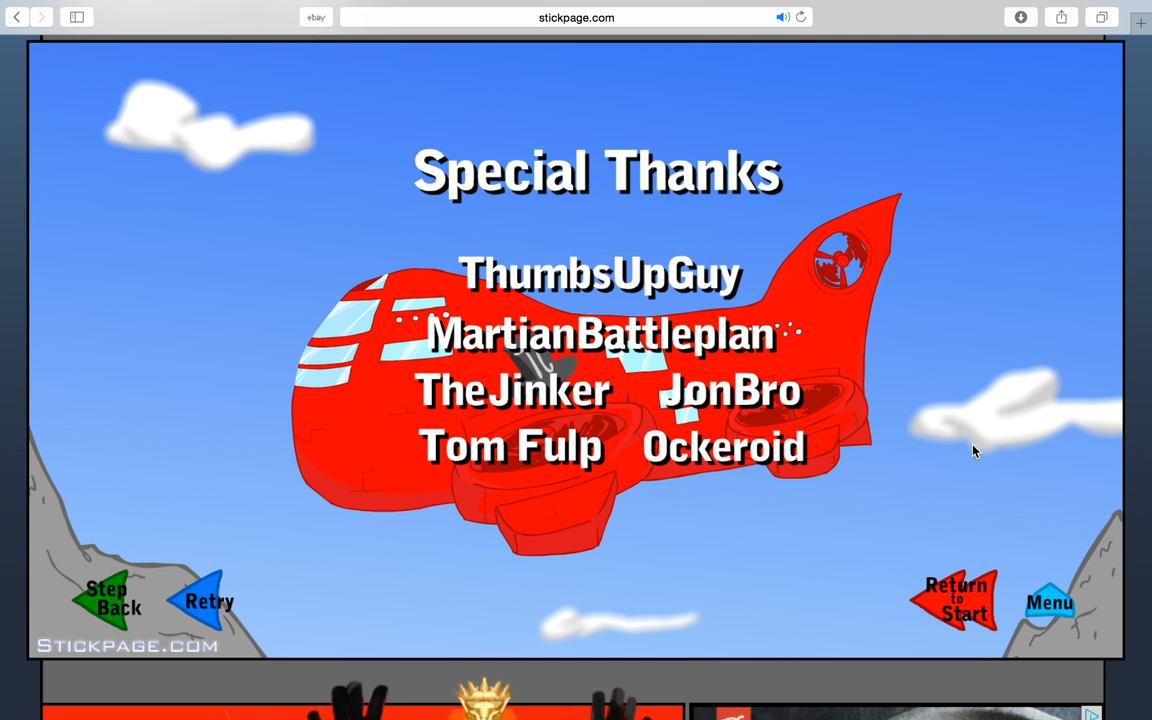 ebay
stickpage.com
Special Thanks
ThumbsUpGuy
MartianBattleplan
TheJinker JonBro
Tom Fulp Ockeroid
Step Back
Retry
Return to Start
Menu
STICKPAGE.COM